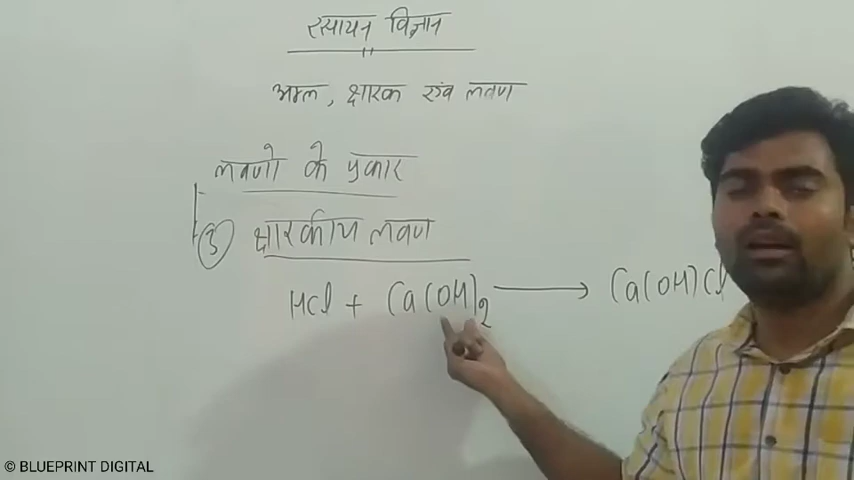 रसायन विज्ञान
अम्ल, क्षारक एवं लवण
लवणों के प्रकार
③ क्षारकीय लवण
HCl + Ca(OH)₂ ⟶ Ca(OH)Cl
© BLUEPRINT DIGITAL